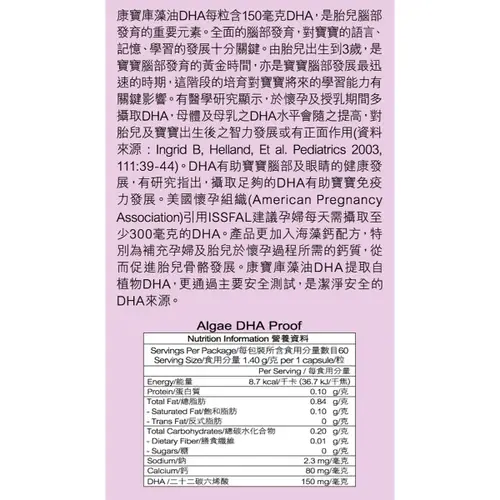 康寶庫藻油DHA每粒含150毫克DHA，是胎兒腦部
發育的重要元素。全面的腦部發育，對寶寶的語言、
記憶、學習的發展十分關鍵。由胎兒出生到3歲，是
寶寶腦部發育的黃金時間，亦是寶寶腦部發展最迅
速的時期，這階段的培育對寶寶將來的學習能力有
關鍵影響。有醫學研究顯示，於懷孕及授乳期間多
攝取DHA，母體及母乳之DHA水平會隨之提高，對
胎兒及寶寶出生後之智力發展或有正面作用(資料
來源：Ingrid B, Helland, Et al. Pediatrics 2003,
111:39-44)。DHA有助寶寶腦部及眼睛的健康發
展，有研究指出，攝取足夠的DHA有助寶寶免疫
力發展。美國懷孕組織(American Pregnancy
Association)引用ISSFAL建議孕婦每天需攝取至
少300毫克的DHA。產品更加入海藻鈣配方，特
別為補充孕婦及胎兒於懷孕過程所需的鈣質，從
而促進胎兒骨骼發展。康寶庫藻油DHA提取自
植物DHA，更通過主要安全測試，是潔淨安全的
DHA來源。
Algae DHA Proof
Nutrition Information 營養資料
Servings Per Package/每包裝所含食用分量數目60
Serving Size/食用分量 1.40 g/克 per 1 capsule/粒
Per Serving / 每食用分量
Energy/能量 8.7 kcal/千卡 (36.7 kJ/千焦)
Protein/蛋白質 0.10 g/克
Total Fat/總脂肪 0.84 g/克
- Saturated Fat/飽和脂肪 0.10 g/克
- Trans Fat/反式脂肪 0 g/克
Total Carbohydrates/總碳水化合物 0.20 g/克
- Dietary Fiber/膳食纖維 0.01 g/克
- Sugars/糖 0 g/克
Sodium/鈉 2.3 mg/毫克
Calcium/鈣 80 mg/毫克
DHA /二十二碳六烯酸 150 mg/毫克